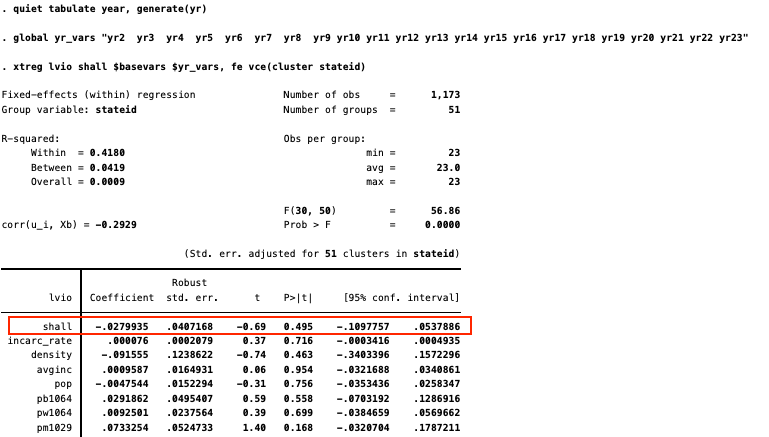 . quiet tabulate year, generate(yr)
. global yr_vars "yr2 yr3 yr4 yr5 yr6 yr7 yr8 yr9 yr10 yr11 yr12 yr13 yr14 yr15 yr16 yr17 yr18 yr19 yr20 yr21 yr22 yr23"
. xtreg lvio shall $basevars $yr_vars, fe vce(cluster stateid)
Fixed-effects (within) regression Number of obs = 1,173
Group variable: stateid Number of groups = 51
R-squared: Obs per group:
Within = 0.4180 min = 23
Between = 0.0419 avg = 23.0
Overall = 0.0009 max = 23
F(30, 50) = 56.86
corr(u_i, Xb) = -0.2929 Prob > F = 0.0000
(Std. err. adjusted for 51 clusters in stateid)
Robust
lvio Coefficient std. err. t P>|t| [95% conf. interval]
shall -.0279935 .0407168 -0.69 0.495 -.1097757 .0537886
incarc_rate .000076 .0002079 0.37 0.716 -.0003416 .0004935
density -.091555 .1238622 -0.74 0.463 -.3403396 .1572296
avginc .0009587 .0164931 0.06 0.954 -.0321688 .0340861
pop -.0047544 .0152294 -0.31 0.756 -.0353436 .0258347
pb1064 .0291862 .0495407 0.59 0.558 -.0703192 .1286916
pw1064 .0092501 .0237564 0.39 0.699 -.0384659 .0569662
pm1029 .0733254 .0524733 1.40 0.168 -.0320704 .1787211